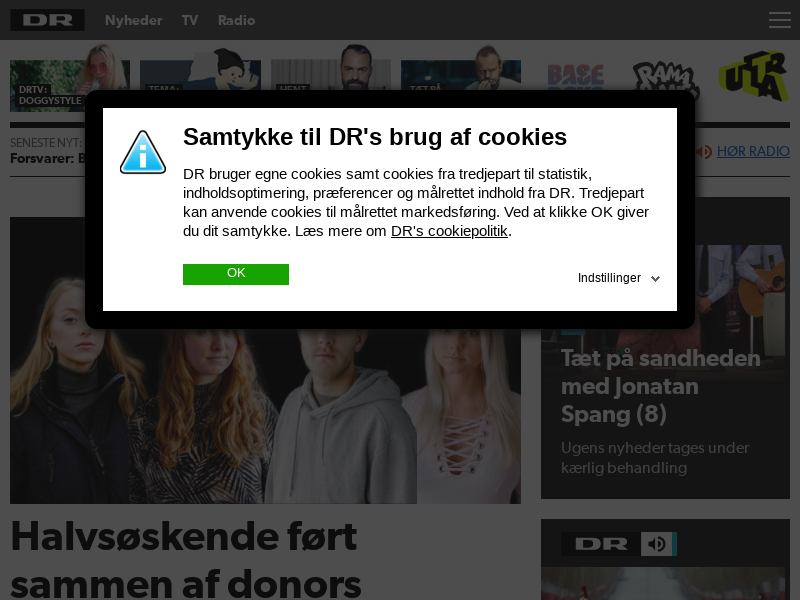 DR
Nyheder
TV
Radio
DRTV:
DOGGYSTYLE
TEMA:
HENT
TÆT PÅ
BASE
BOYS
RAMA
ULTRA
SENESTE NYT:
Forsvarer:
HØR RADIO
Samtykke til DR's brug af cookies
DR bruger egne cookies samt cookies fra tredjepart til statistik,
indholdsoptimering, præferencer og målrettet indhold fra DR. Tredjepart
kan anvende cookies til målrettet markedsføring. Ved at klikke OK giver
du dit samtykke. Læs mere om DR's cookiepolitik.
OK
Indstillinger
Tæt på sandheden
med Jonatan
Spang (8)
Ugens nyheder tages under
kærlig behandling
Halvsøskende ført
sammen af donors
DR